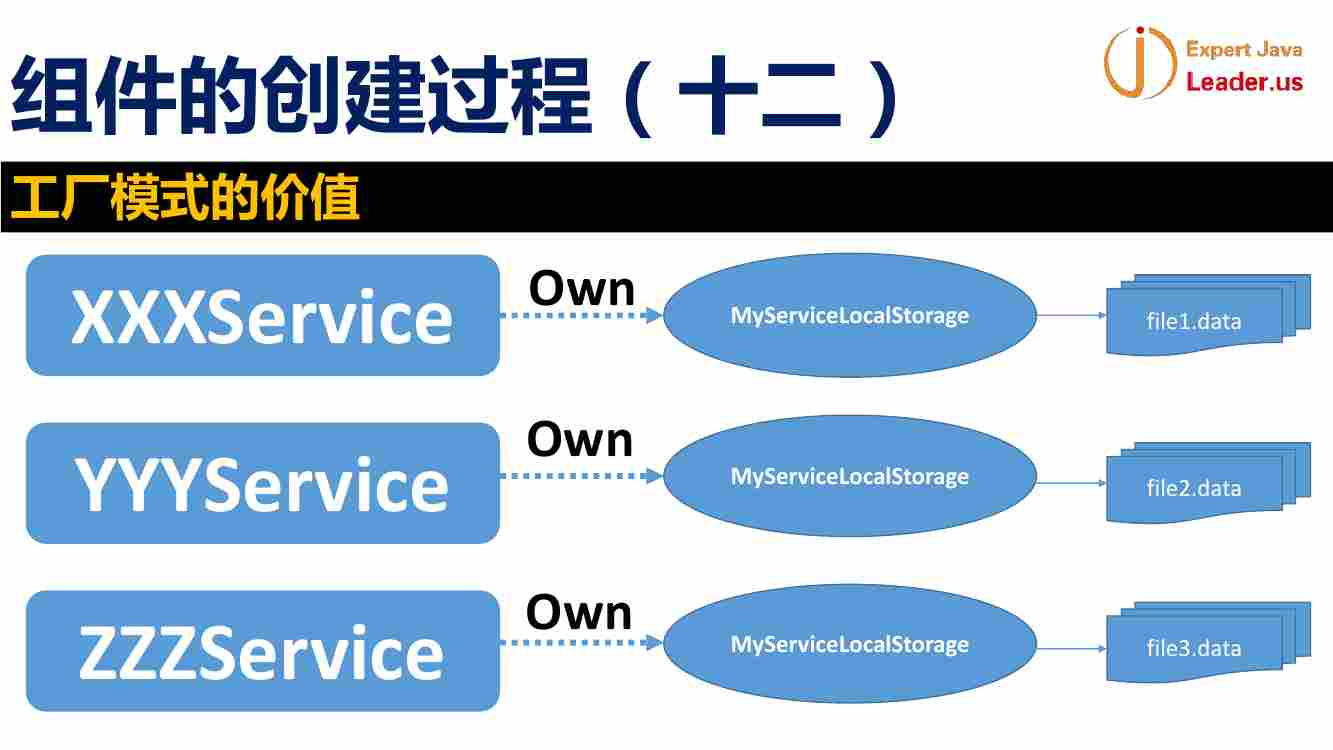 组件的创建过程（十二）
Expert Java
Leader.us
工厂模式的价值
XXXService
Own
MyServiceLocalStorage
file1.data
YYYService
Own
MyServiceLocalStorage
file2.data
ZZZService
Own
MyServiceLocalStorage
file3.data